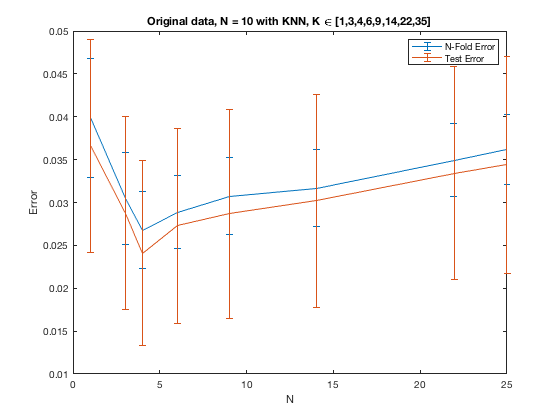 Original data, N = 10 with KNN, K ∈ [1,3,4,6,9,14,22,35]
N-Fold Error
Test Error
0.05
0.045
0.04
0.035
0.03
0.025
0.02
0.015
0.01
Error
0 5 10 15 20 25
N